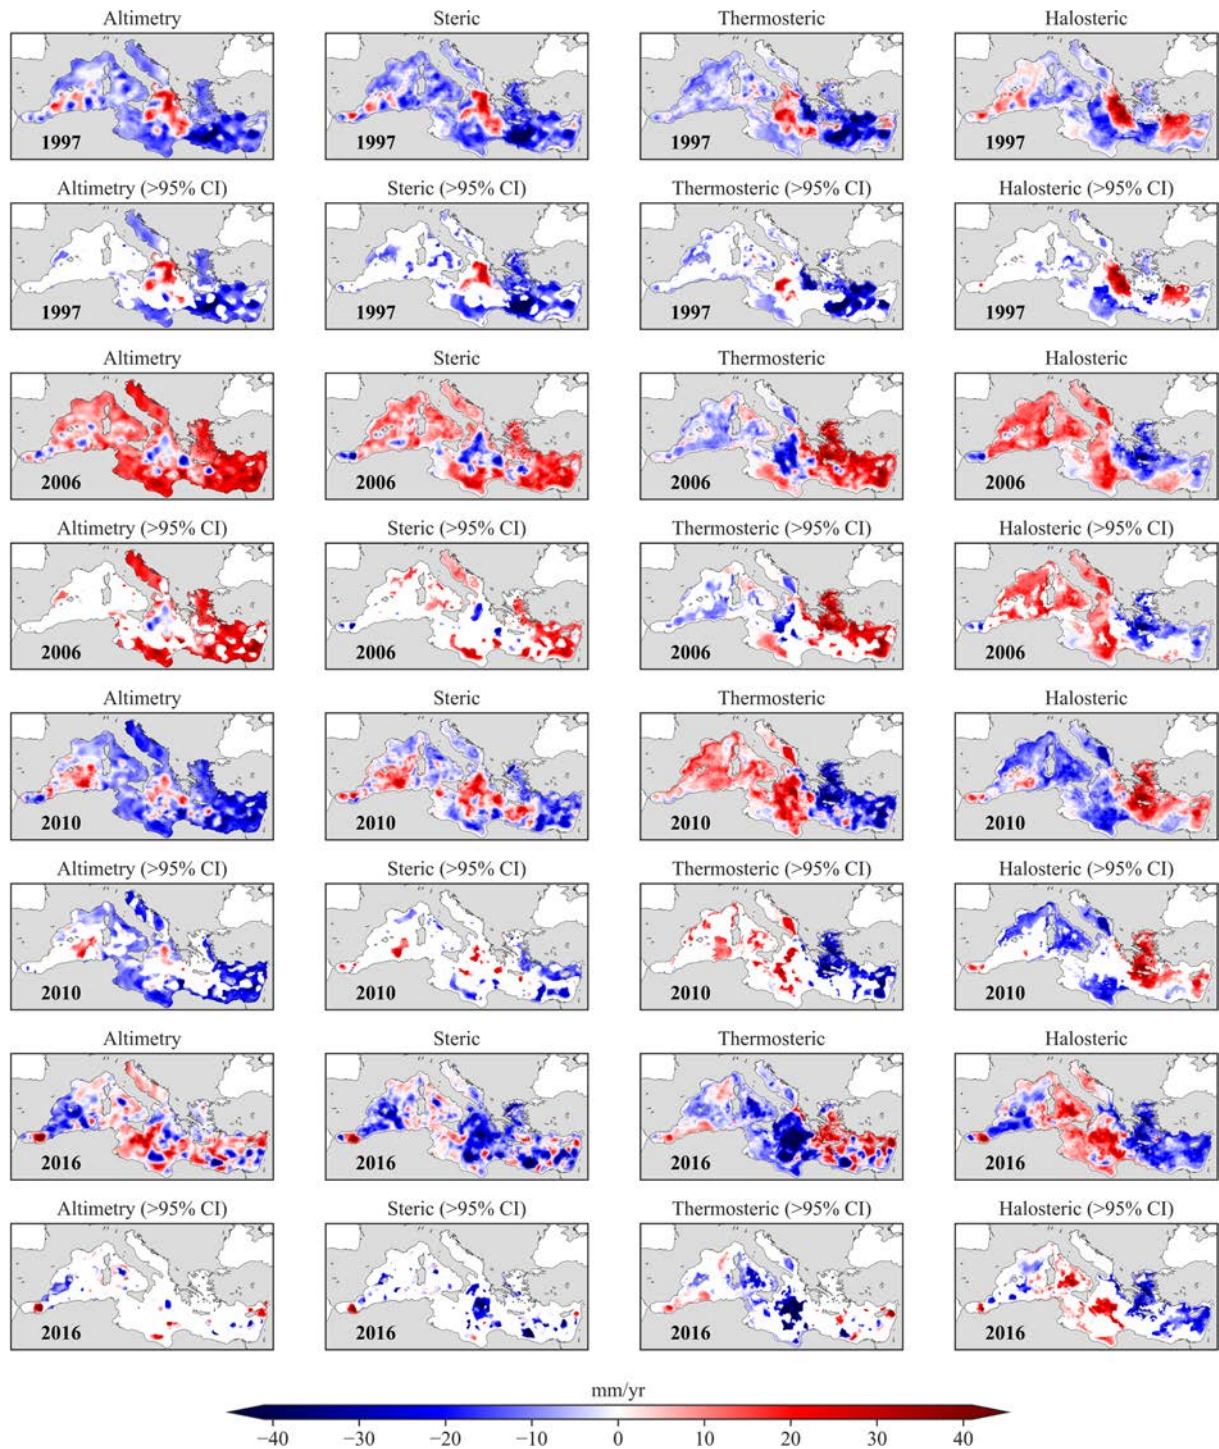 Altimetry Steric Thermosteric Halosteric
1997 1997 1997 1997
Altimetry (>95% CI) Steric (>95% CI) Thermosteric (>95% CI) Halosteric (>95% CI)
1997 1997 1997 1997
Altimetry Steric Thermosteric Halosteric
2006 2006 2006 2006
Altimetry (>95% CI) Steric (>95% CI) Thermosteric (>95% CI) Halosteric (>95% CI)
2006 2006 2006 2006
Altimetry Steric Thermosteric Halosteric
2010 2010 2010 2010
Altimetry (>95% CI) Steric (>95% CI) Thermosteric (>95% CI) Halosteric (>95% CI)
2010 2010 2010 2010
Altimetry Steric Thermosteric Halosteric
2016 2016 2016 2016
Altimetry (>95% CI) Steric (>95% CI) Thermosteric (>95% CI) Halosteric (>95% CI)
2016 2016 2016 2016
mm/yr
−40 −30 −20 −10 0 10 20 30 40